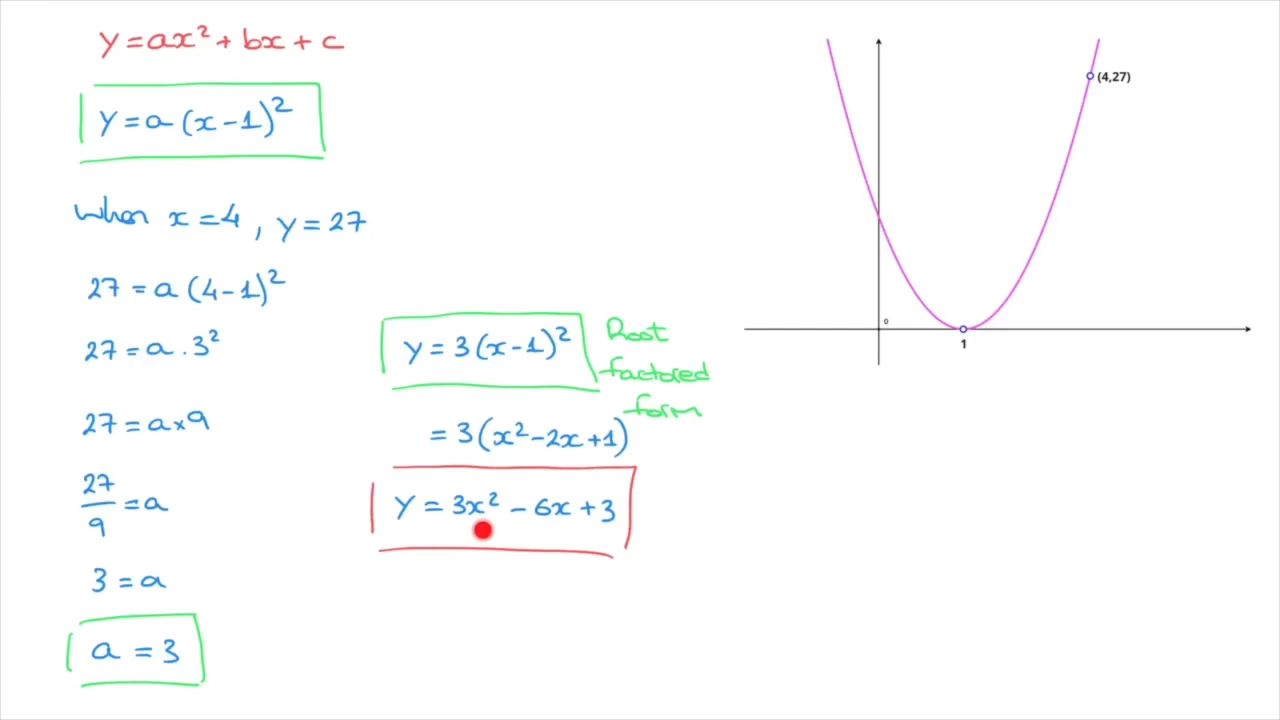 y = ax² + bx + c
y = a(x-1)²
When x = 4, y = 27
27 = a(4-1)²
27 = a . 3²
27 = a x 9
27/9 = a
3 = a
a = 3
y = 3(x-1)²
Root
factored
form
= 3(x²-2x+1)
y = 3x² - 6x + 3
(4,27)
0
1